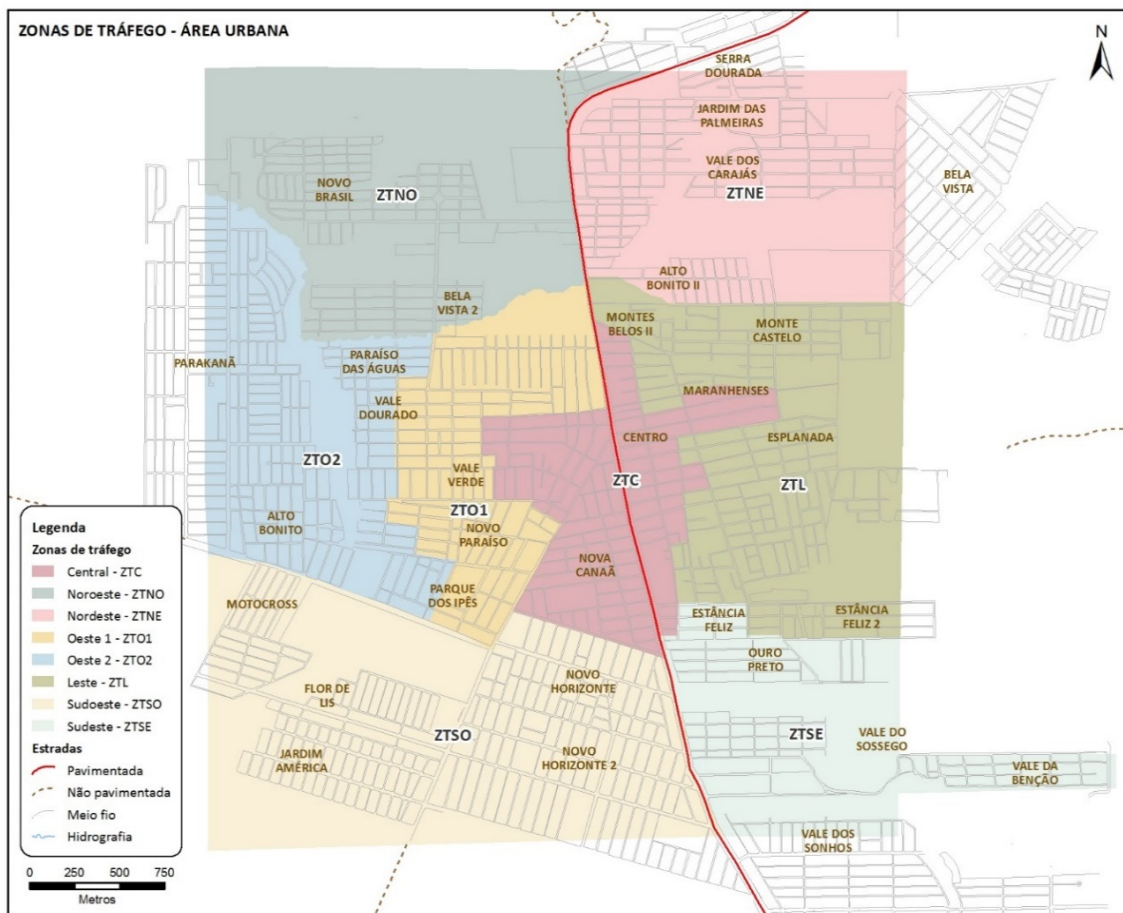 ZONAS DE TRÁFEGO - ÁREA URBANA
N
SERRA
DOURADA
JARDIM DAS
PALMEIRAS
VALE DOS
CARAJÁS
BELA
VISTA
NOVO
BRASIL
ZTNO
ZTNE
ALTO
BONITO II
BELA
VISTA 2
MONTES
BELOS II
MONTE
CASTELO
PARAKANÃ
PARAÍSO
DAS ÁGUAS
MARANHENSES
VALE
DOURADO
CENTRO
ESPLANADA
ZTO2
VALE
VERDE
ZTC
ZTL
ZTO1
ALTO
BONITO
NOVO
PARAÍSO
NOVA
CANAÃ
PARQUE
DOS IPÊS
MOTOCROSS
ESTÂNCIA
FELIZ
ESTÂNCIA
FELIZ 2
OURO
PRETO
NOVO
HORIZONTE
FLOR DE
LIS
ZTSO
ZTSE
VALE DO
SOSSEGO
JARDIM
AMÉRICA
NOVO
HORIZONTE 2
VALE DA
BENÇÃO
VALE DOS
SONHOS
Legenda
Zonas de tráfego
Central - ZTC
Noroeste - ZTNO
Nordeste - ZTNE
Oeste 1 - ZTO1
Oeste 2 - ZTO2
Leste - ZTL
Sudoeste - ZTSO
Sudeste - ZTSE
Estradas
Pavimentada
Não pavimentada
Meio fio
Hidrografia
0 250 500 750
Metros